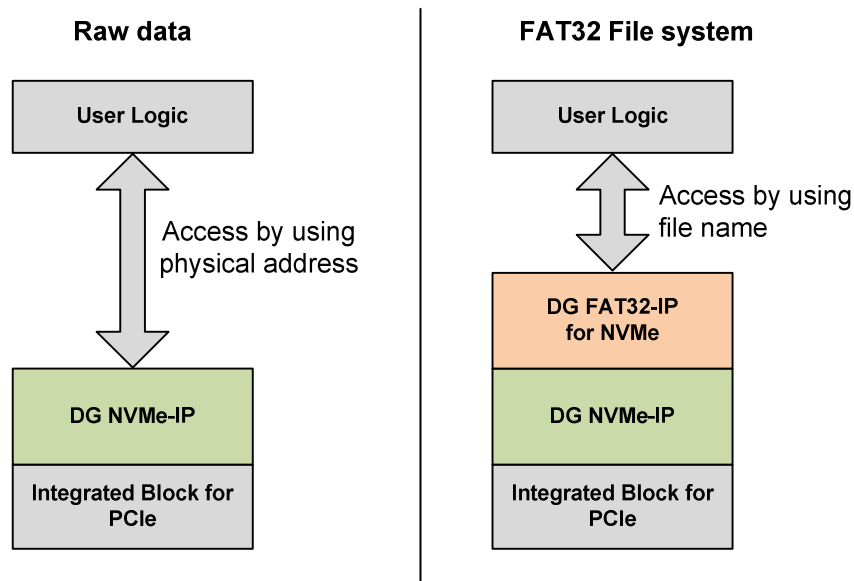 Raw data
User Logic
Access by using
physical address
DG NVMe-IP
Integrated Block for
PCIe
FAT32 File system
User Logic
Access by using
file name
DG FAT32-IP
for NVMe
DG NVMe-IP
Integrated Block for
PCIe